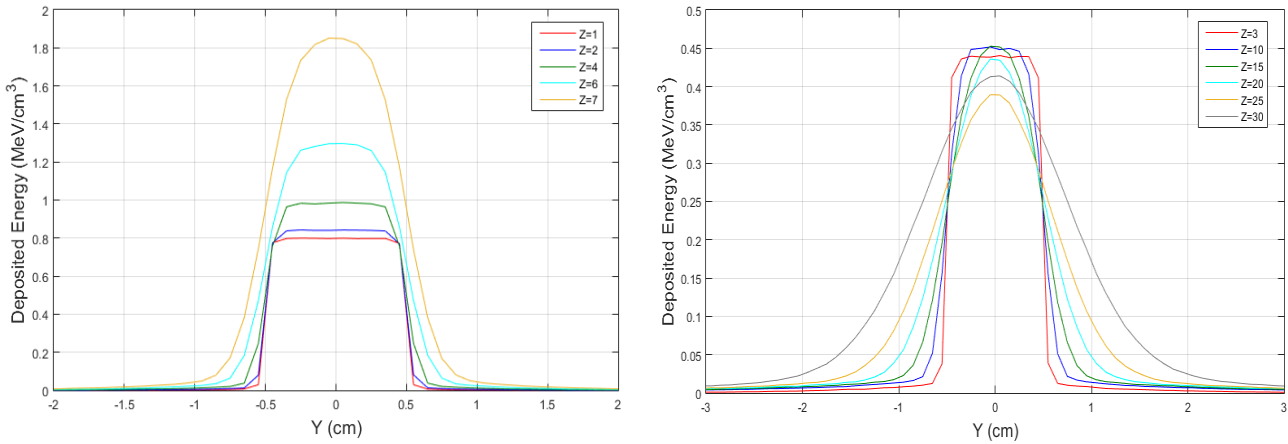 Deposited Energy (MeV/cm³)
2
1.8
1.6
1.4
1.2
1
0.8
0.6
0.4
0.2
0
-2
-1.5
-1
-0.5
0
0.5
1
1.5
2
Y (cm)
Z=1
Z=2
Z=4
Z=6
Z=7
Deposited Energy (MeV/cm³)
0.5
0.45
0.4
0.35
0.3
0.25
0.2
0.15
0.1
0.05
0
-3
-2
-1
0
1
2
3
Y (cm)
Z=3
Z=10
Z=15
Z=20
Z=25
Z=30